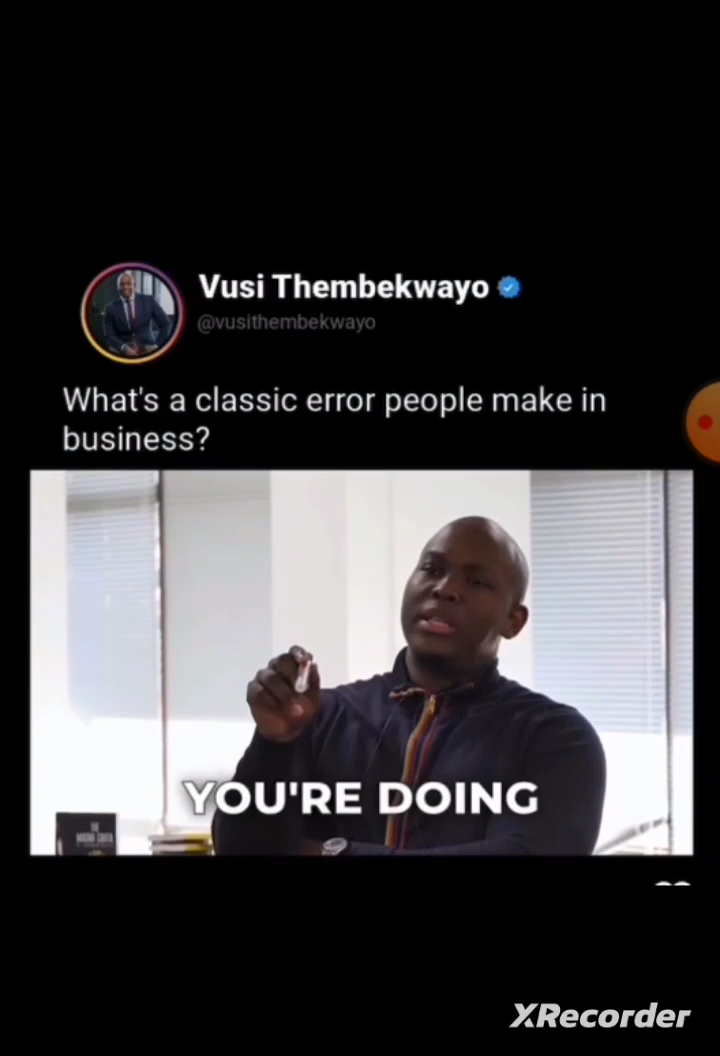 Vusi Thembekwayo
@vusithembekwayo
What's a classic error people make in
business?
YOU'RE DOING
XRecorder